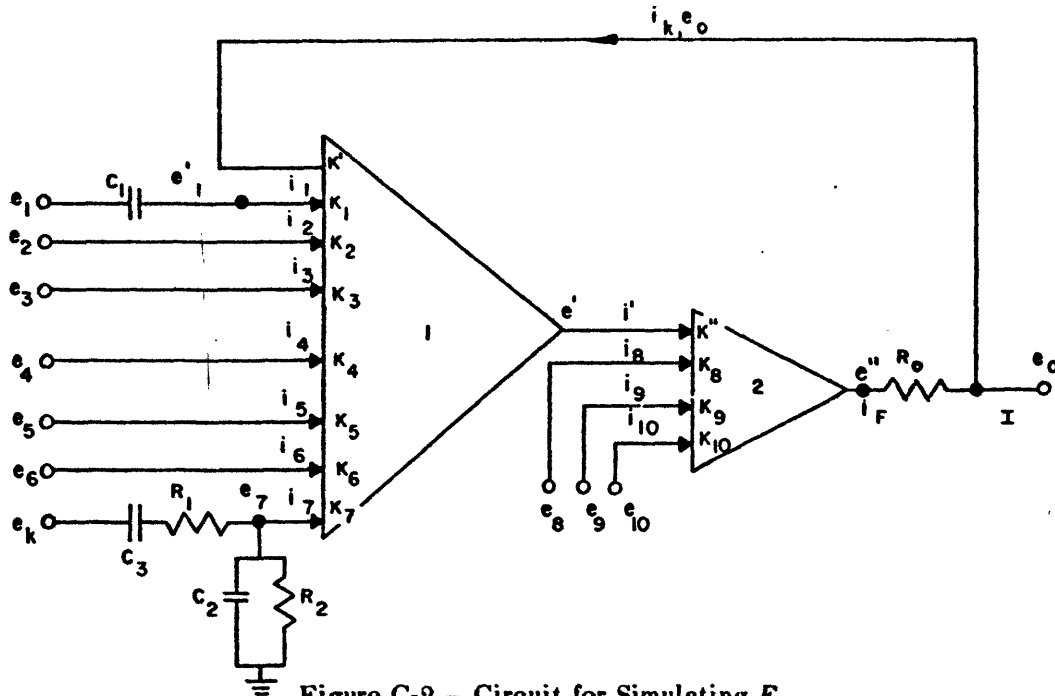 i_k, e_o
K'
e_1 C_1 e'_1 i_1 K_1
e_2 i_2 K_2
e_3 i_3 K_3
e_4 i_4 K_4
e_5 i_5 K_5
e_6 i_6 K_6
e_k C_3 R_1 e_7 i_7 K_7
C_2 R_2
1
e' i' K"
i_8 K_8
i_9 K_9
i_10 K_10
2
e_8 e_9 e_10
e" R_o e_o
i_F I
Figure C-2 – Circuit for Simulating F